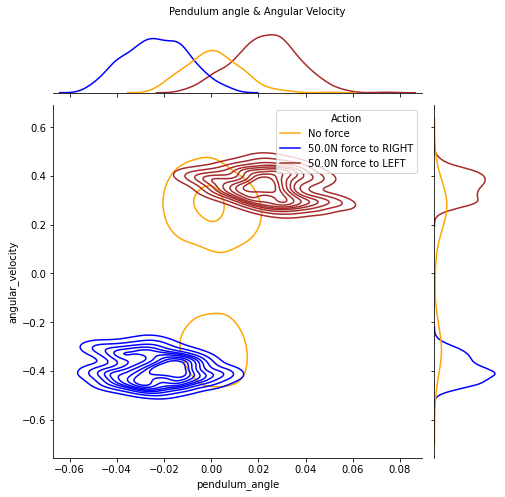 Pendulum angle & Angular Velocity
Action
No force
50.0N force to RIGHT
50.0N force to LEFT
0.6
0.4
0.2
0.0
−0.2
−0.4
−0.6
angular_velocity
−0.06 −0.04 −0.02 0.00 0.02 0.04 0.06 0.08
pendulum_angle